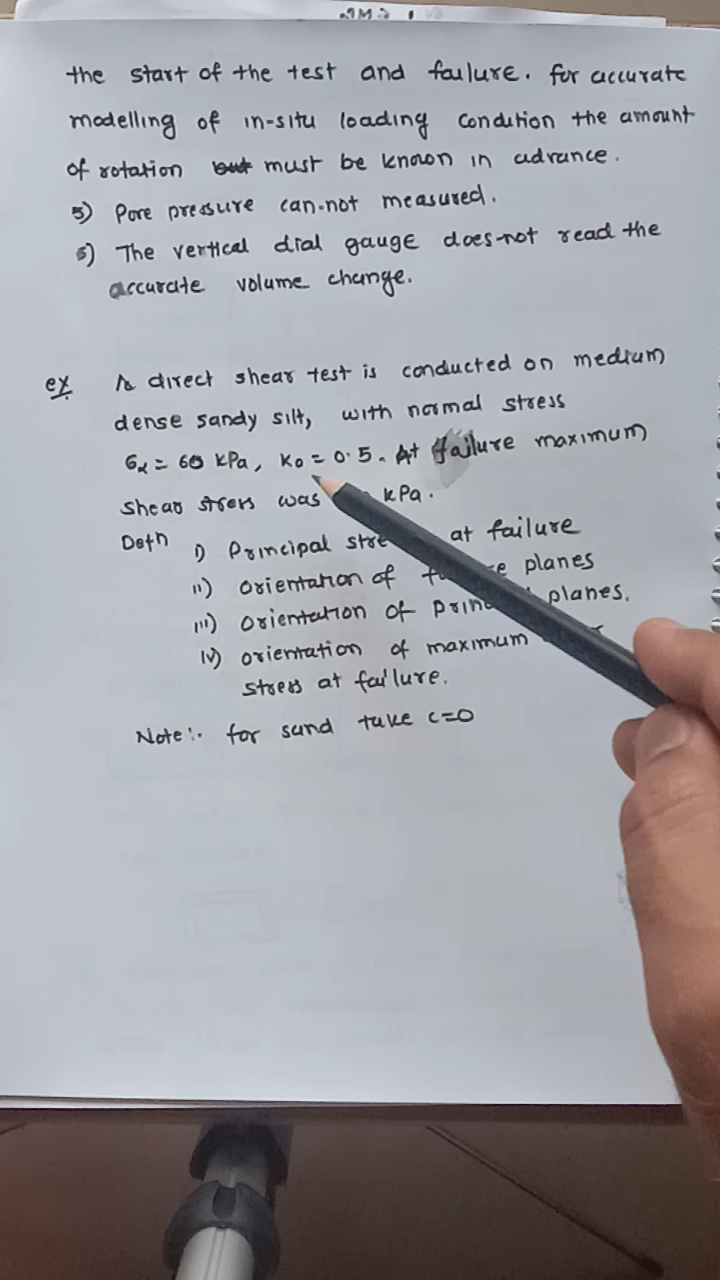 the start of the test and failure. for accurate
modelling of in-situ loading condition the amount
of rotation must be known in advance.
5) Pore pressure can-not measured.
6) The vertical dial gauge does-not read the
accurate volume change.
ex A direct shear test is conducted on medium
dense sandy silt, with normal stress
kPa, K0 = 0.5. At failure maximum
shear stress was kPa.
Detn i) Principal at failure
ii) orientation of planes
iii) orientation of planes.
iv) orientation of maximum
stress at failure.
Note:. for sand take c=0